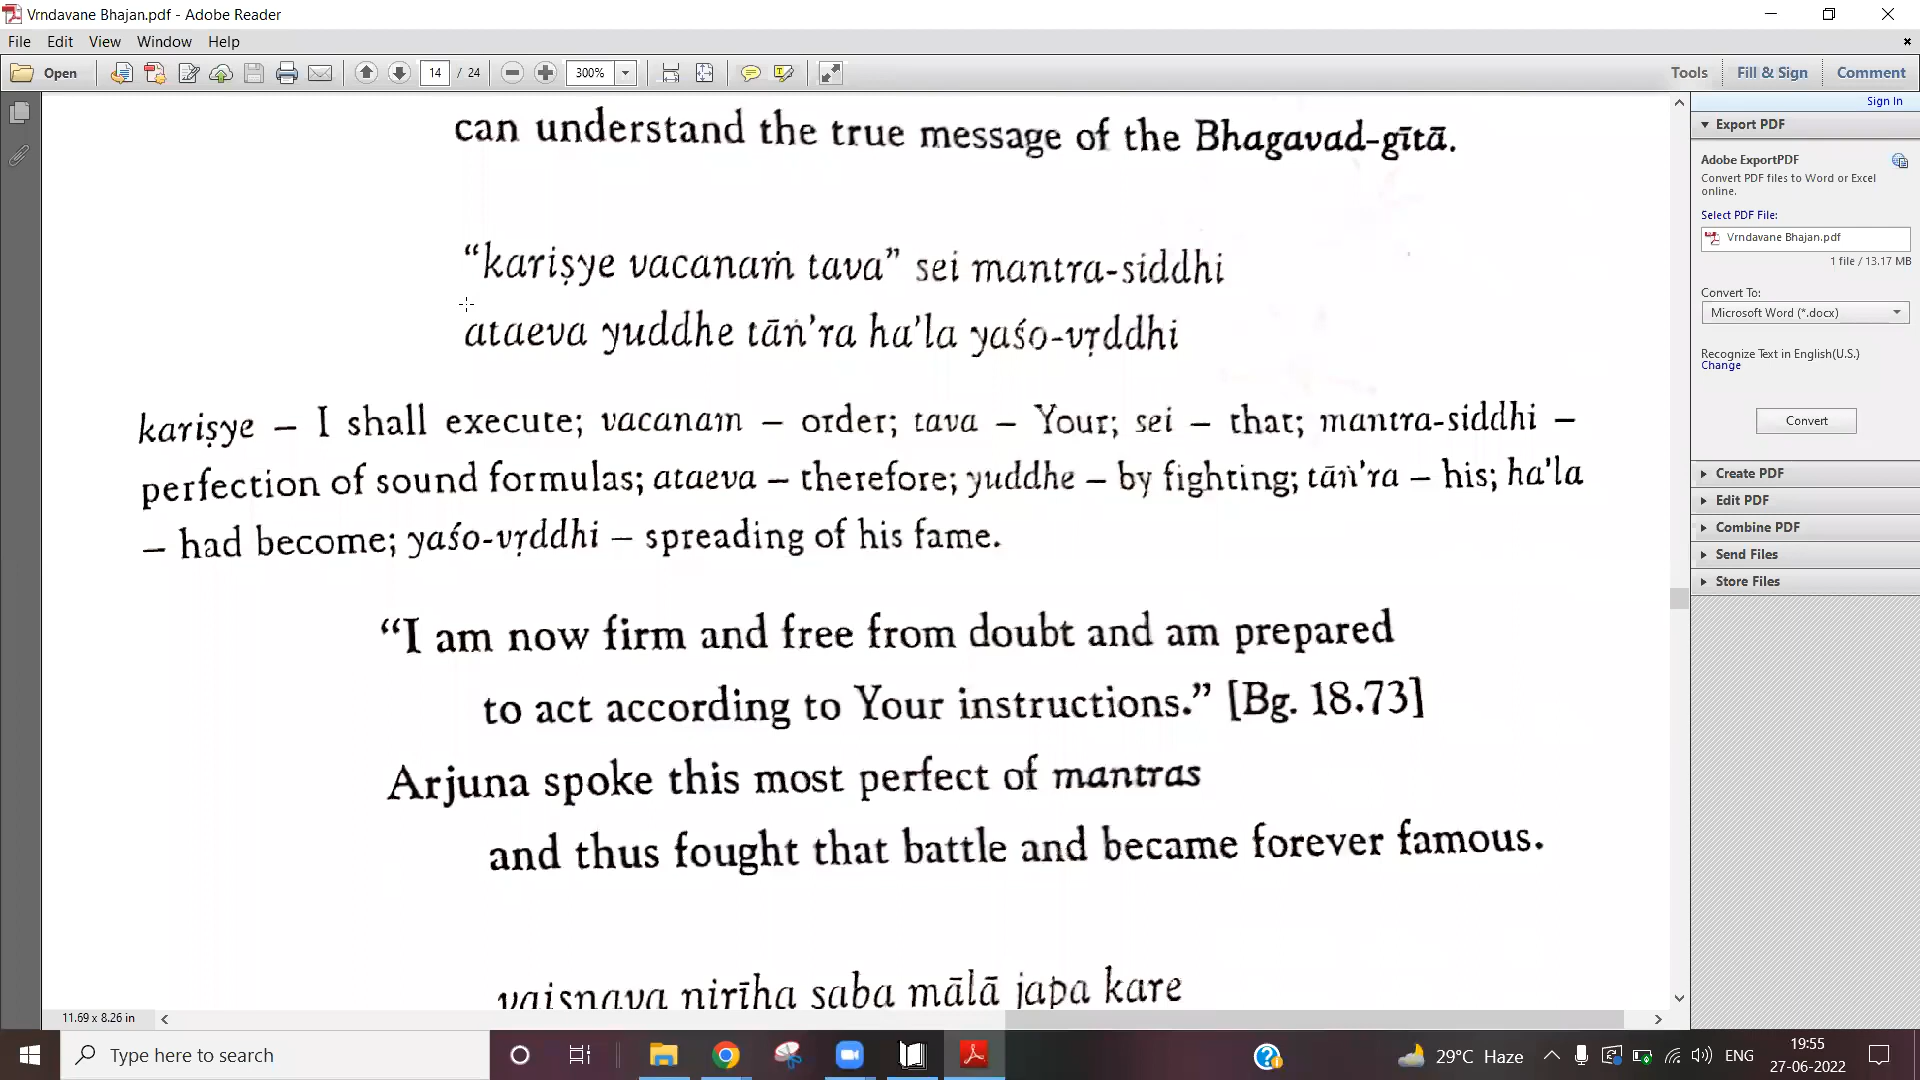 Vrndavane Bhajan.pdf - Adobe Reader
File Edit View Window Help
Open 14 / 24 300% Tools Fill & Sign Comment
Sign In
can understand the true message of the Bhagavad-gītā.
“kariṣye vacanaṁ tava” sei mantra-siddhi
ataeva yuddhe tāṅ’ra ha’la yaśo-vṛddhi
kariṣye – I shall execute; vacanam – order; tava – Your; sei – that; mantra-siddhi –
perfection of sound formulas; ataeva – therefore; yuddhe – by fighting; tāṅ’ra – his; ha’la
– had become; yaśo-vṛddhi – spreading of his fame.
“I am now firm and free from doubt and am prepared
to act according to Your instructions.” [Bg. 18.73]
Arjuna spoke this most perfect of mantras
and thus fought that battle and became forever famous.
vaiṣṇava nirīha saba mālā japa kare
11.69 x 8.26 in
Export PDF
Adobe ExportPDF
Convert PDF files to Word or Excel
online.
Select PDF File:
Vrndavane Bhajan.pdf
1 file / 13.17 MB
Convert To:
Microsoft Word (*.docx)
Recognize Text in English(U.S.)
Change
Convert
Create PDF
Edit PDF
Combine PDF
Send Files
Store Files
Type here to search
29°C Haze
ENG
19:55
27-06-2022